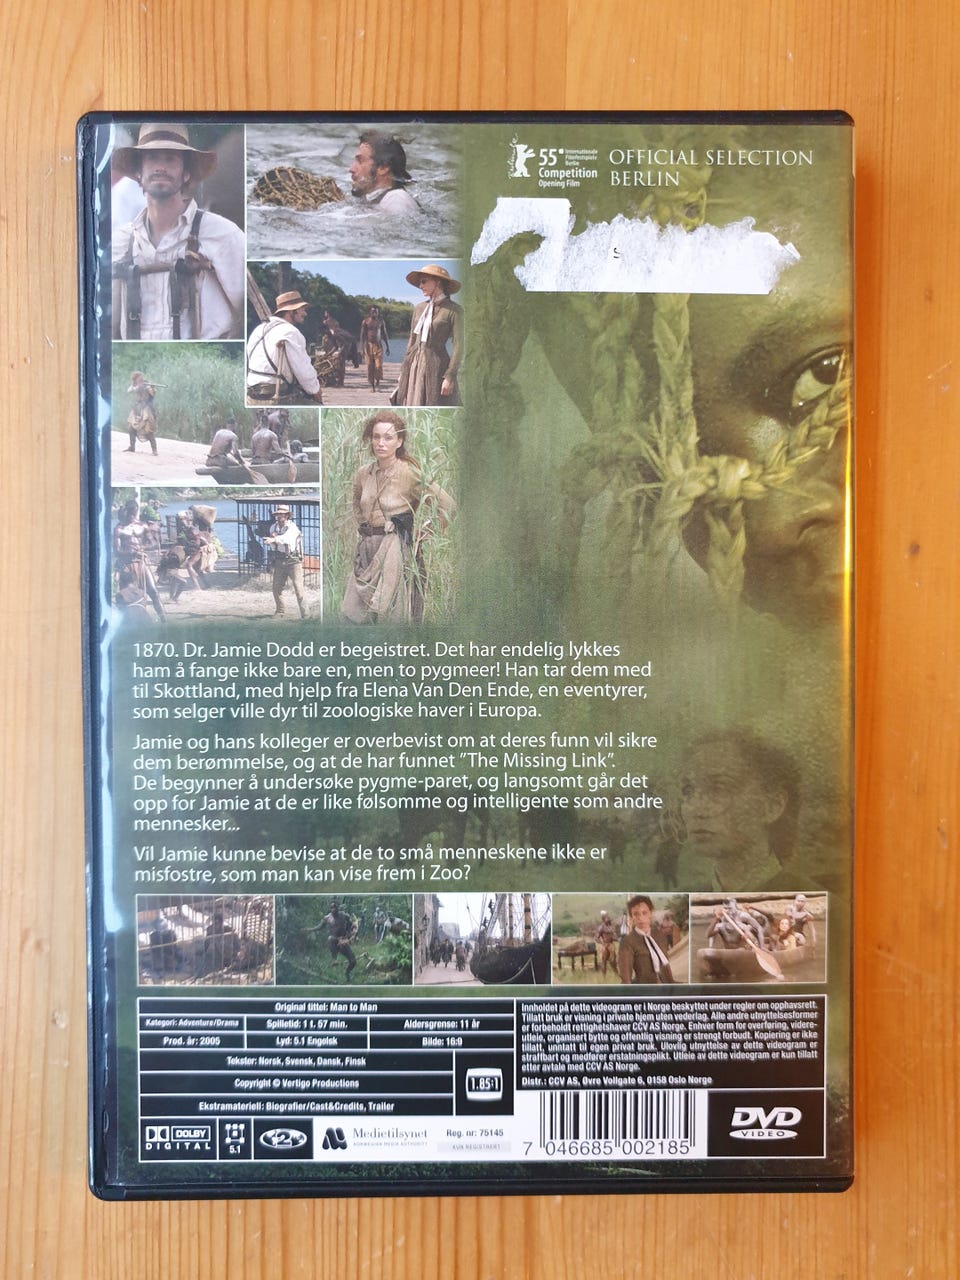 55
Internationale
Filmfestspiele
Berlin
Competition
Opening Film
OFFICIAL SELECTION
BERLIN
1870. Dr. Jamie Dodd er begeistret. Det har endelig lykkes
ham å fange ikke bare en, men to pygmeer! Han tar dem med
til Skottland, med hjelp fra Elena Van Den Ende, en eventyrer,
som selger ville dyr til zoologiske haver i Europa.
Jamie og hans kolleger er overbevist om at deres funn vil sikre
dem berømmelse, og at de har funnet "The Missing Link".
De begynner å undersøke pygme-paret, og langsomt går det
opp for Jamie at de er like følsomme og intelligente som andre
mennesker...
Vil Jamie kunne bevise at de to små menneskene ikke er
misfostre, som man kan vise frem i Zoo?
Original tittel: Man to Man
Kategori: Adventure/Drama
Spilletid: 1 t. 57 min.
Aldersgrense: 11 år
Prod. år: 2005
Lyd: 5.1 Engelsk
Bilde: 16:9
Tekster: Norsk, Svensk, Dansk, Finsk
Copyright © Vertigo Productions
1.85:1
Ekstramateriell: Biografier/Cast&Credits, Trailer
Innholdet på dette videogram er i Norge beskyttet under regler om opphavsrett.
Tillatt bruk er visning i private hjem uten vederlag. Alle andre utnyttelsesformer
er forbeholdt rettighetshaver CCV AS Norge. Enhver form for overføring, videre-
utleie, organisert bytte og offentlig visning er strengt forbudt. Kopiering er ikke
tillatt, unntatt til egen privat bruk. Ulovlig utnyttelse av dette videogram er
straffbart og medfører erstatningsplikt. Utleie av dette videogram er kun tillatt
etter avtale med CCV AS Norge.
Distr.: CCV AS, Øvre Vollgate 6, 0158 Oslo Norge
DOLBY
DIGITAL
5.1
2
Medietilsynet
NORWEGIAN MEDIA AUTHORITY
Reg. nr: 75145
KUN REGISTRERT
7 046685 002185
DVD
VIDEO